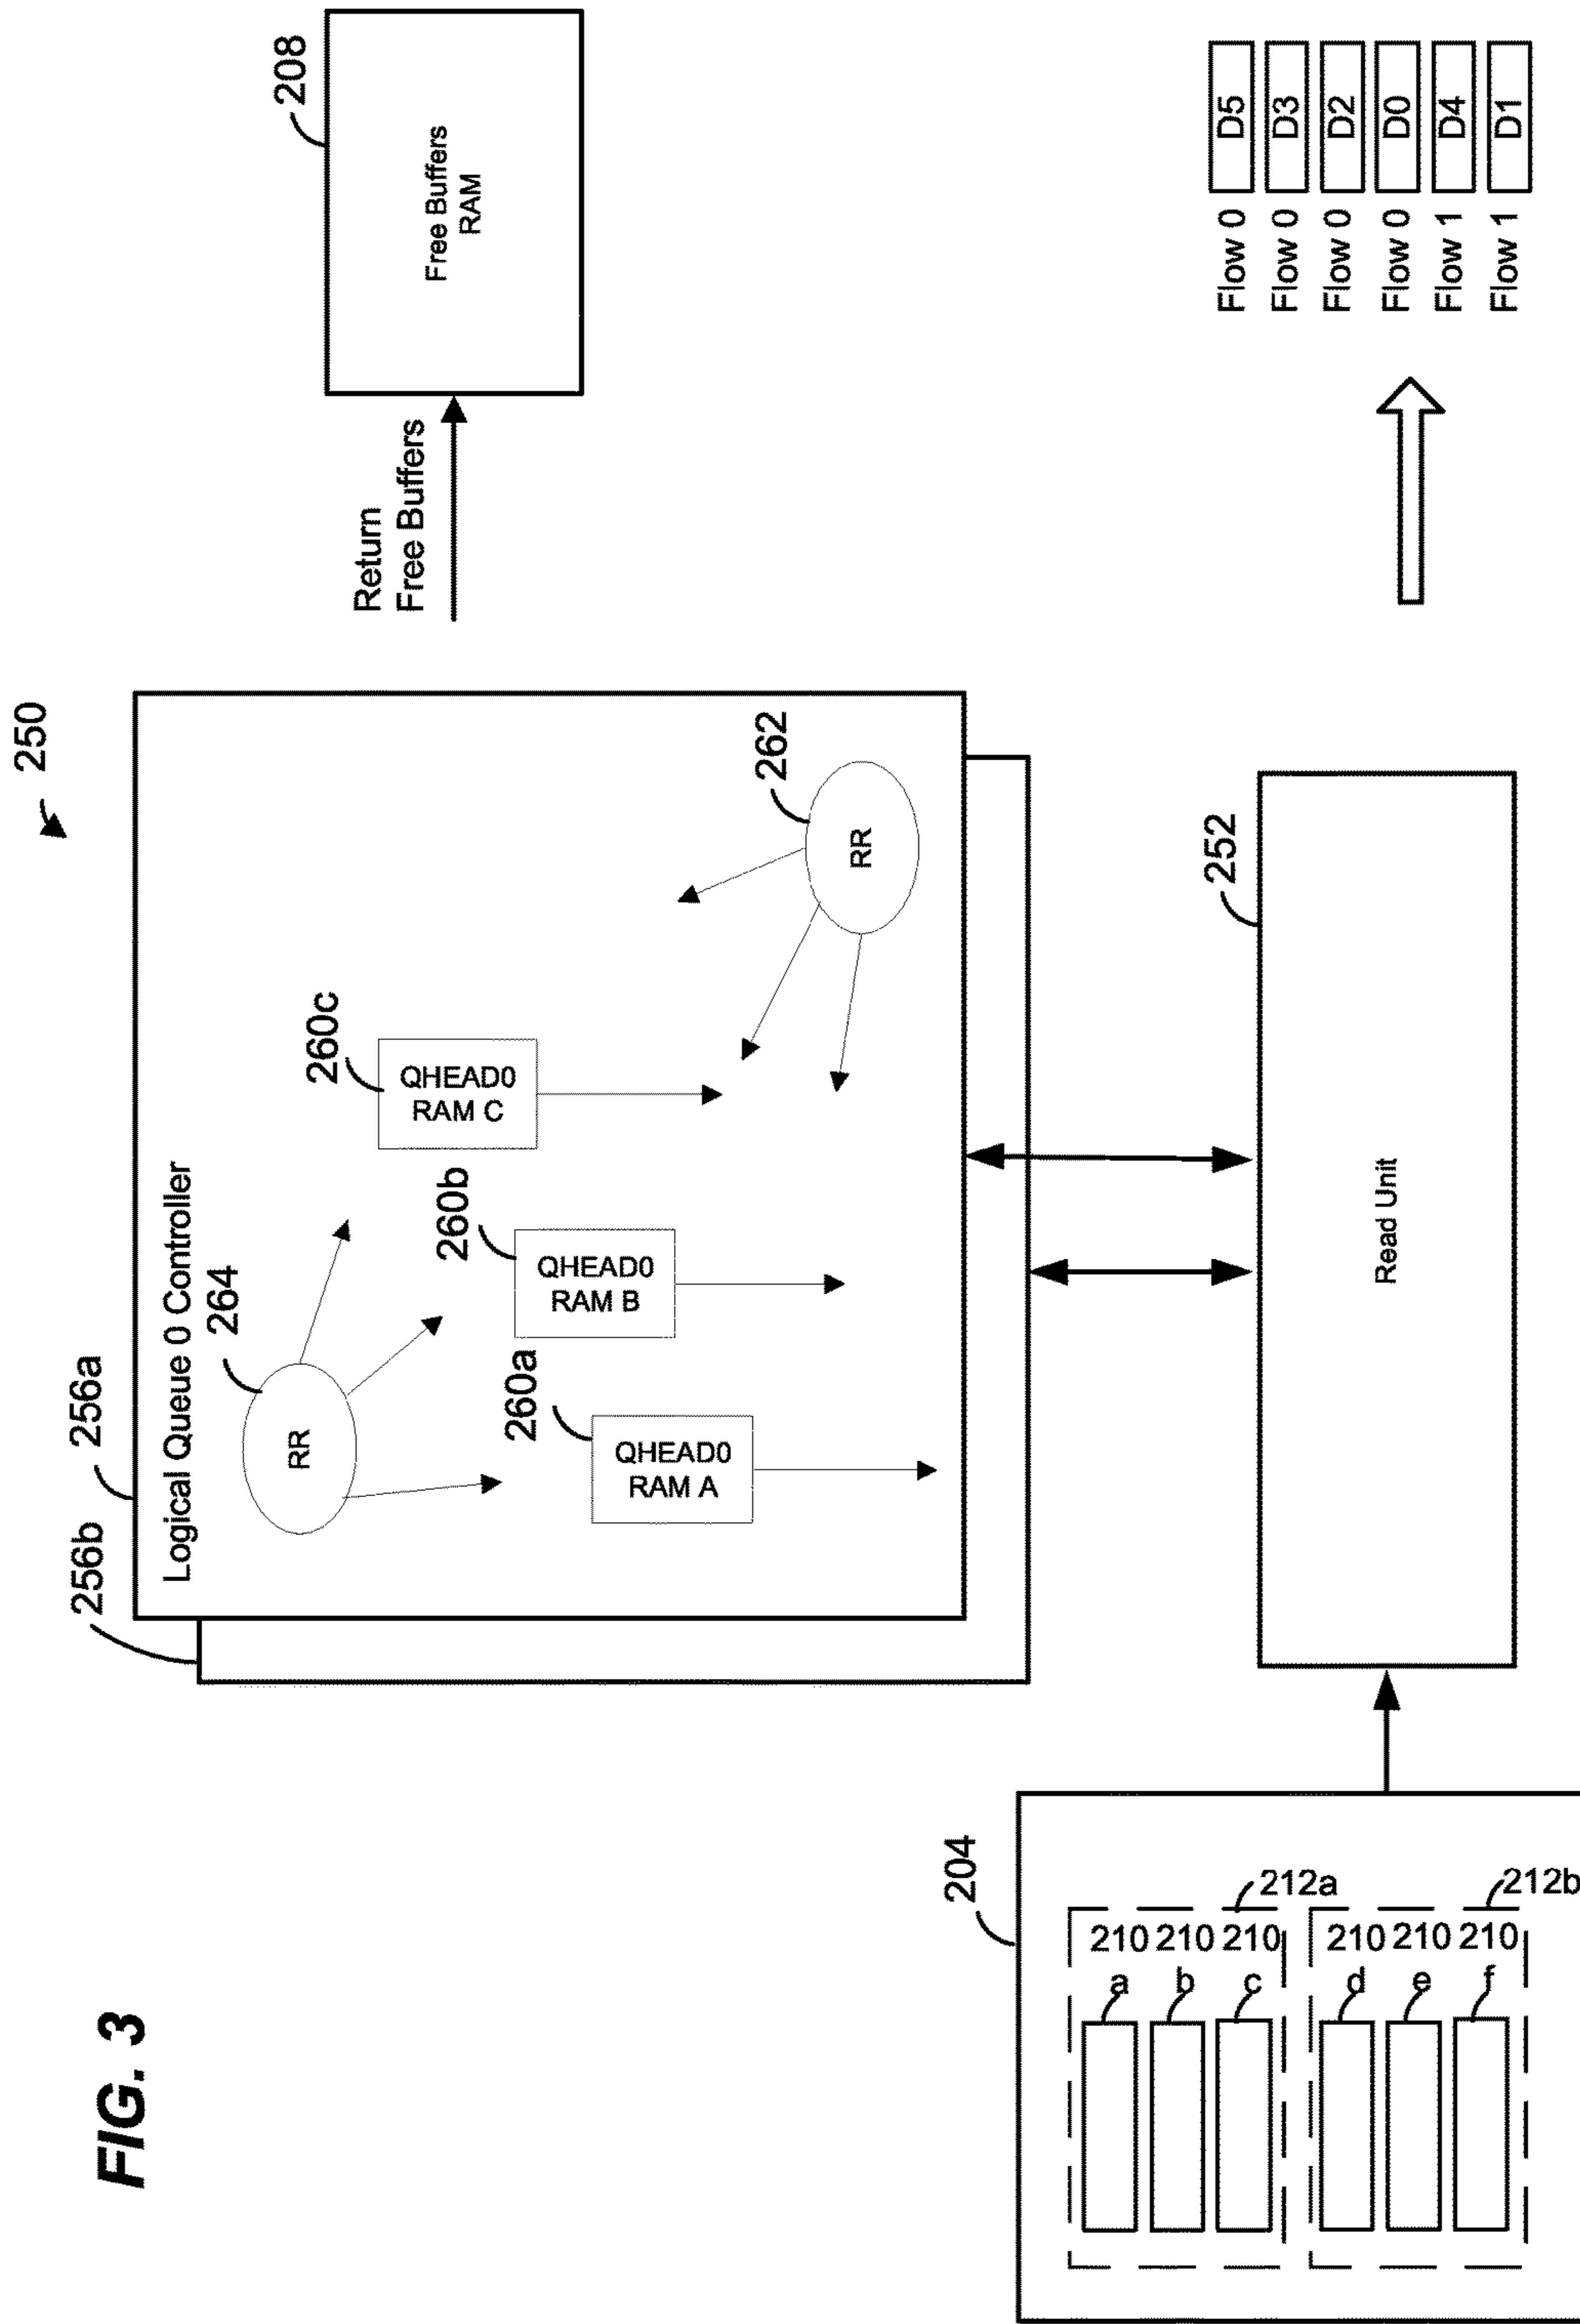 FIG. 3
250
256b
256a
Logical Queue 0 Controller
264
RR
260a
QHEAD0
RAM A
260b
QHEAD0
RAM B
260c
QHEAD0
RAM C
262
RR
Return
Free Buffers
208
Free Buffers
RAM
204
212a
210 210 210
a b c
212b
210 210 210
d e f
252
Read Unit
Flow 0 D5
Flow 0 D3
Flow 0 D2
Flow 0 D0
Flow 1 D4
Flow 1 D1